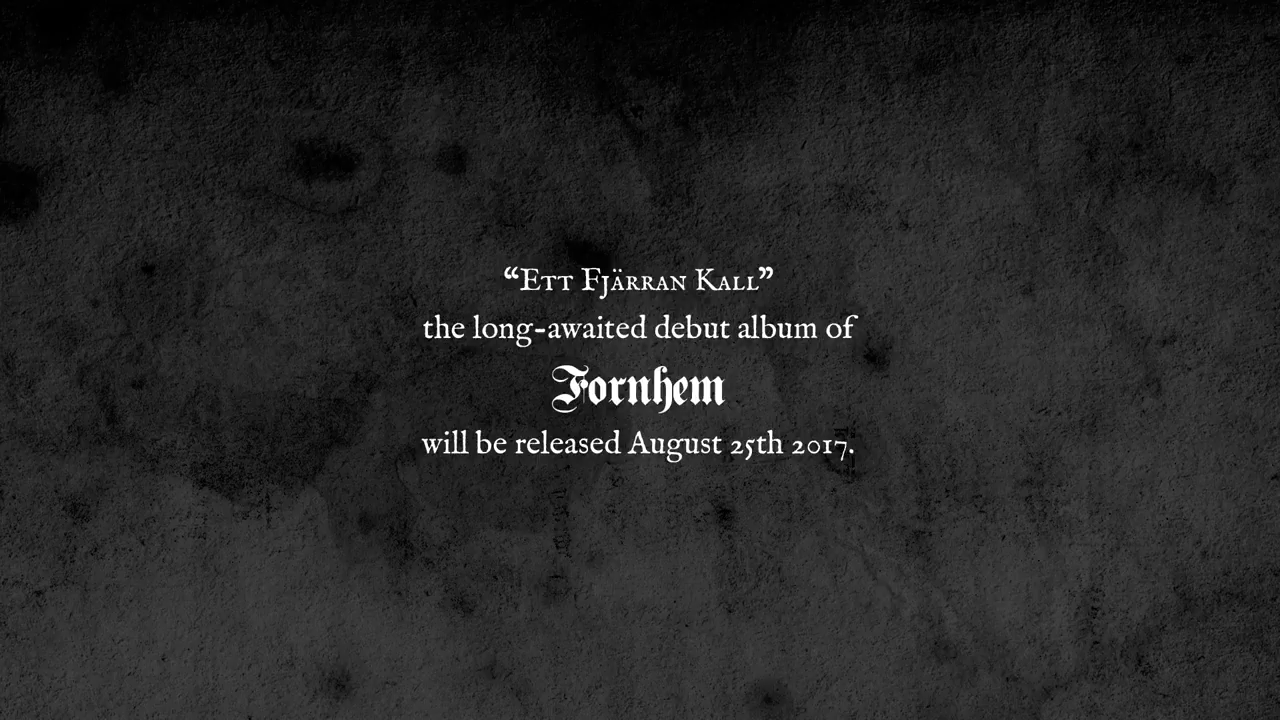 “Ett Fjärran Kall”
the long-awaited debut album of
Fornhem
will be released August 25th 2017.